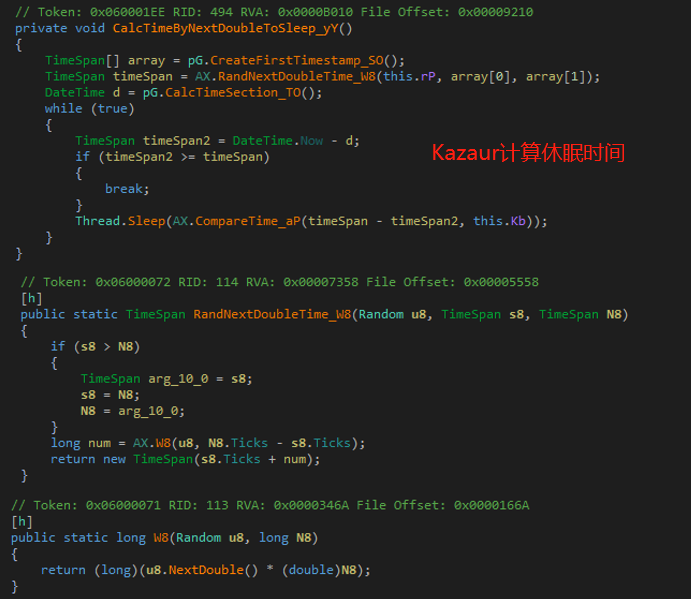 // Token: 0x060001EE RID: 494 RVA: 0x0000B010 File Offset: 0x00009210
private void CalcTimeByNextDoubleToSleep_yY()
{
TimeSpan[] array = pG.CreateFirstTimestamp_SO();
TimeSpan timeSpan = AX.RandNextDoubleTime_W8(this.rP, array[0], array[1]);
DateTime d = pG.CalcTimeSection_TO();
while (true)
{
TimeSpan timeSpan2 = DateTime.Now - d;
if (timeSpan2 >= timeSpan)
{
break;
}
Thread.Sleep(AX.CompareTime_aP(timeSpan - timeSpan2, this.Kb));
}
}
Kazaur计算休眠时间
// Token: 0x06000072 RID: 114 RVA: 0x00007358 File Offset: 0x00005558
[h]
public static TimeSpan RandNextDoubleTime_W8(Random u8, TimeSpan s8, TimeSpan N8)
{
if (s8 > N8)
{
TimeSpan arg_10_0 = s8;
s8 = N8;
N8 = arg_10_0;
}
long num = AX.W8(u8, N8.Ticks - s8.Ticks);
return new TimeSpan(s8.Ticks + num);
}
// Token: 0x06000071 RID: 113 RVA: 0x0000346A File Offset: 0x0000166A
[h]
public static long W8(Random u8, long N8)
{
return (long)(u8.NextDouble() * (double)N8);
}